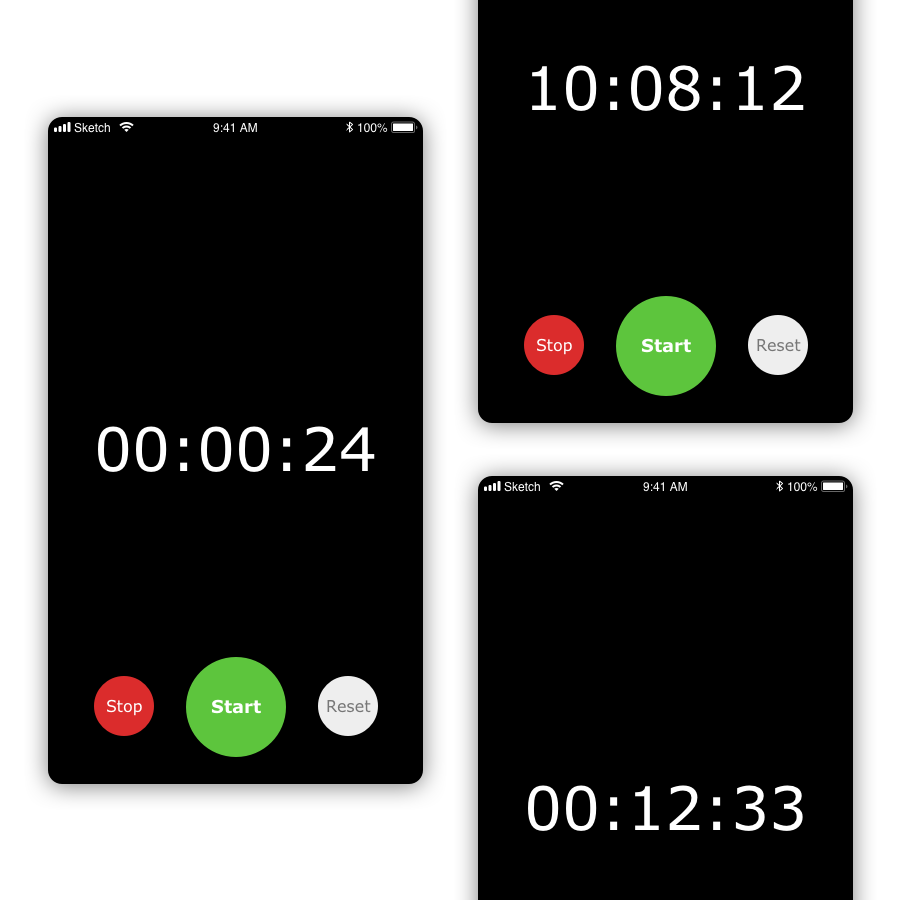 Sketch 9:41 AM 100%
00:00:24
Stop Start Reset
10:08:12
Stop Start Reset
Sketch 9:41 AM 100%
00:12:33